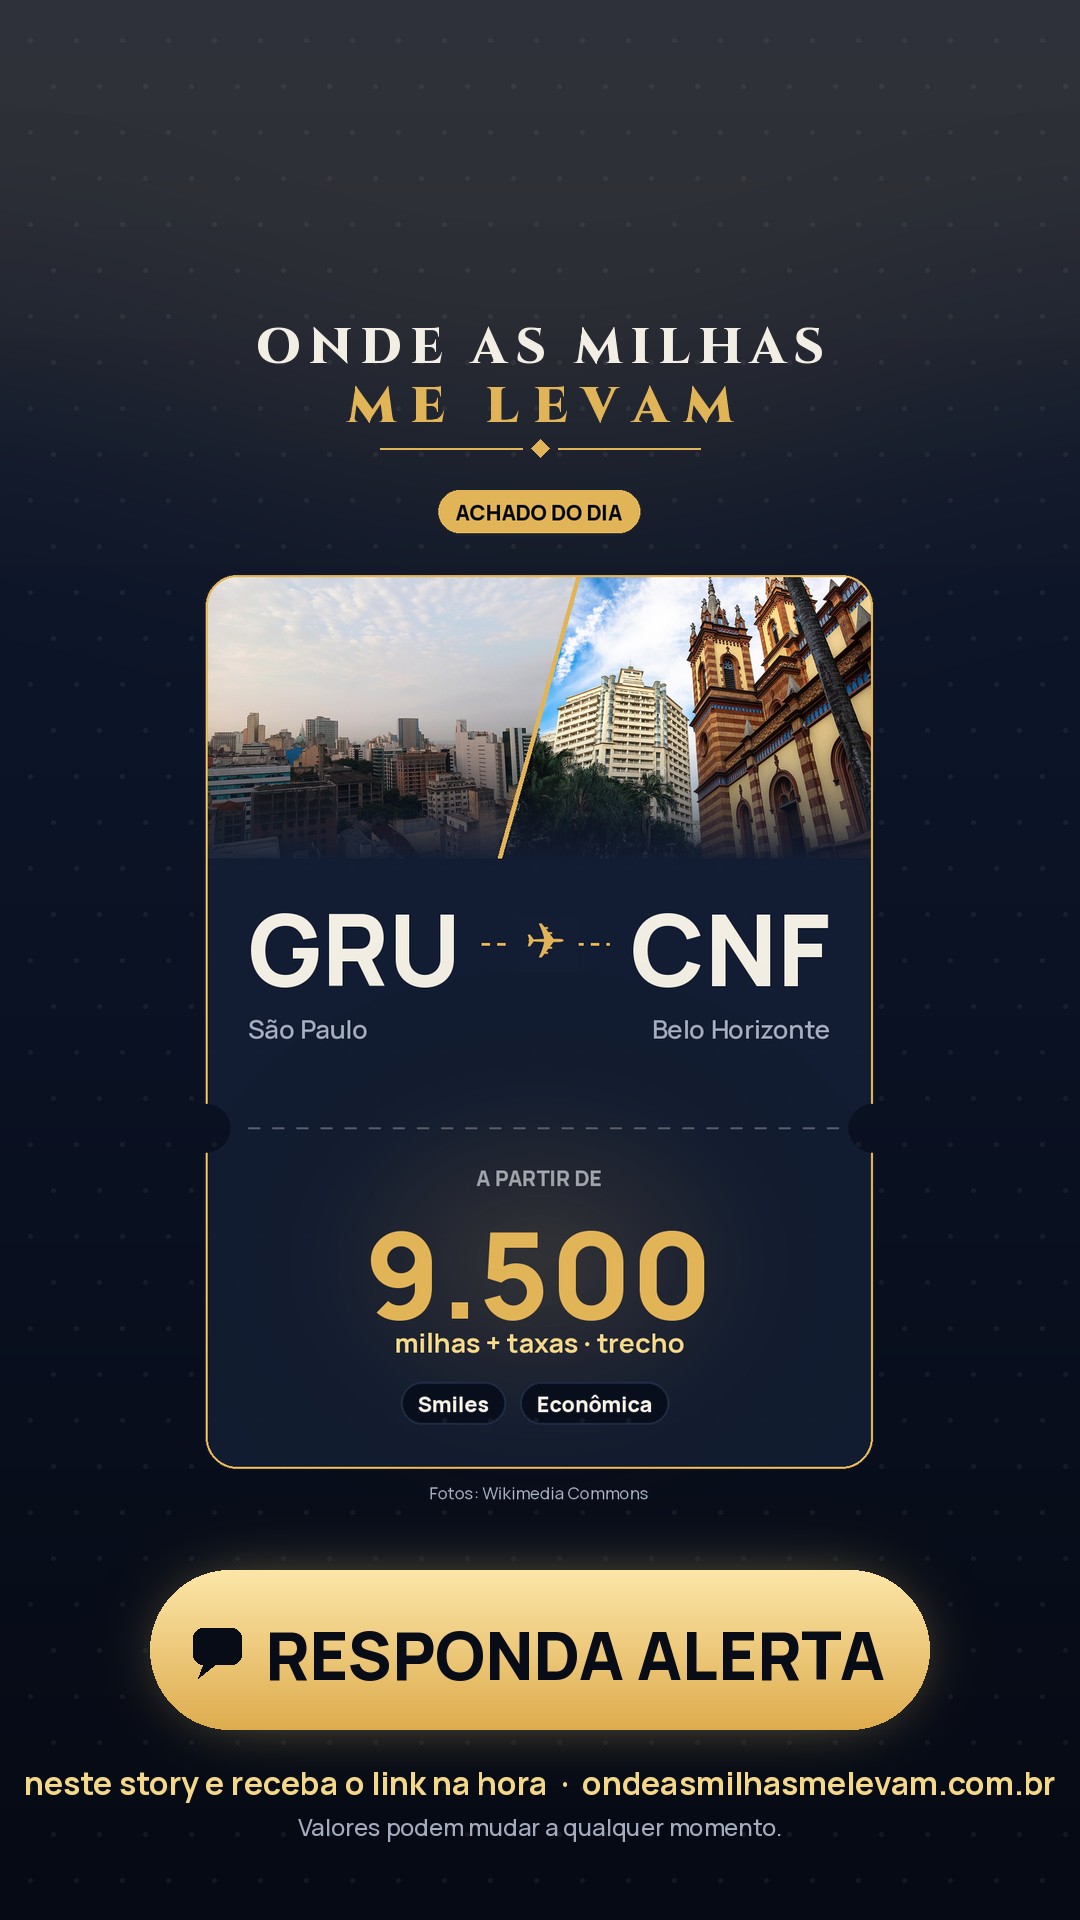 ONDE AS MILHAS
ME LEVAM
ACHADO DO DIA
GRU ✈ CNF
São Paulo Belo Horizonte
A PARTIR DE
9.500
milhas + taxas · trecho
Smiles Econômica
Fotos: Wikimedia Commons
RESPONDA ALERTA
neste story e receba o link na hora · ondeasmilhasmelevam.com.br
Valores podem mudar a qualquer momento.